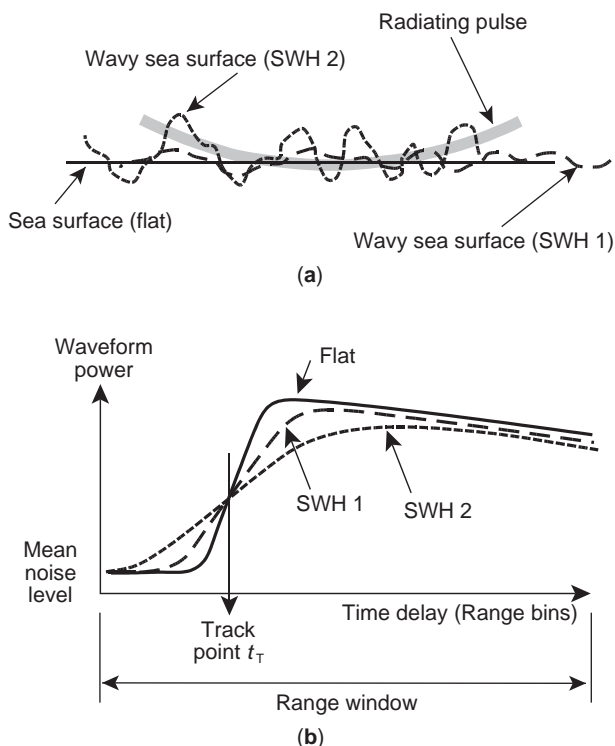 Radiating pulse
Wavy sea surface (SWH 2)
Sea surface (flat)
Wavy sea surface (SWH 1)
(a)
Waveform
power
Flat
SWH 1
SWH 2
Mean
noise
level
Time delay (Range bins)
Track
point tT
Range window
(b)